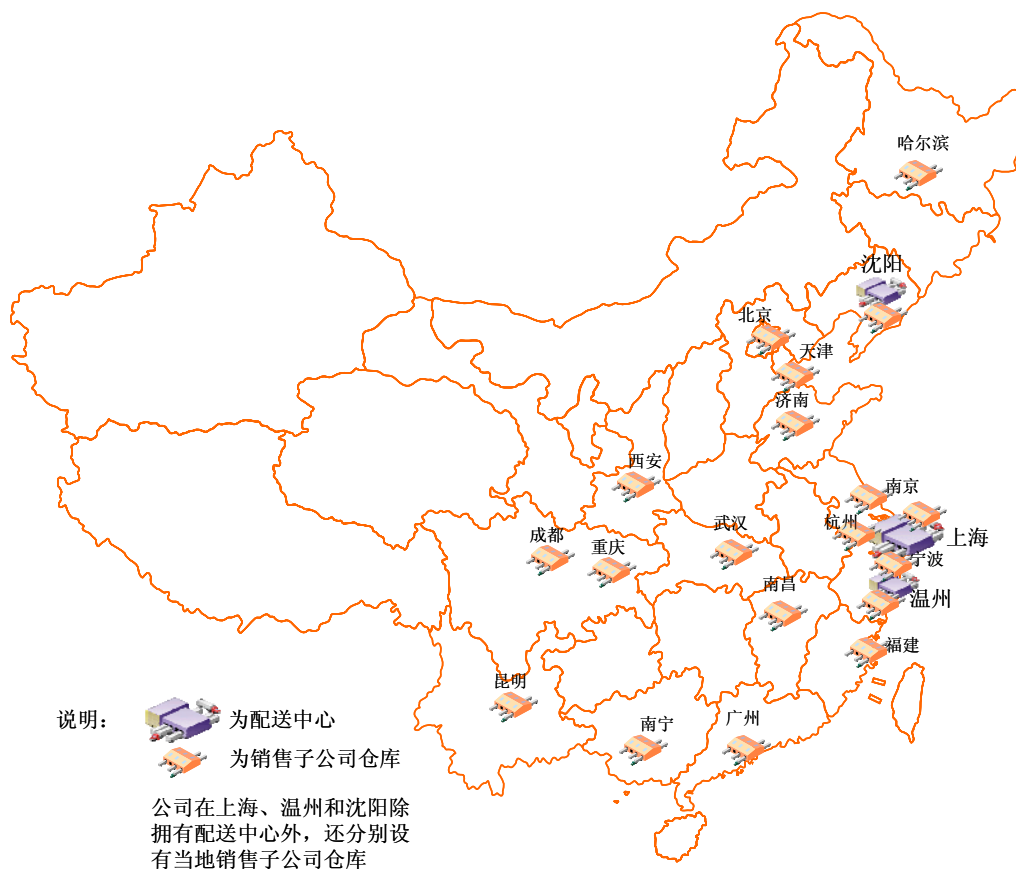 哈尔滨
沈阳
北京
天津
济南
西安
南京
武汉
杭州
上海
成都
重庆
宁波
南昌
温州
福建
昆明
南宁
广州
说明：
为配送中心
为销售子公司仓库
公司在上海、温州和沈阳除
拥有配送中心外，还分别设
有当地销售子公司仓库